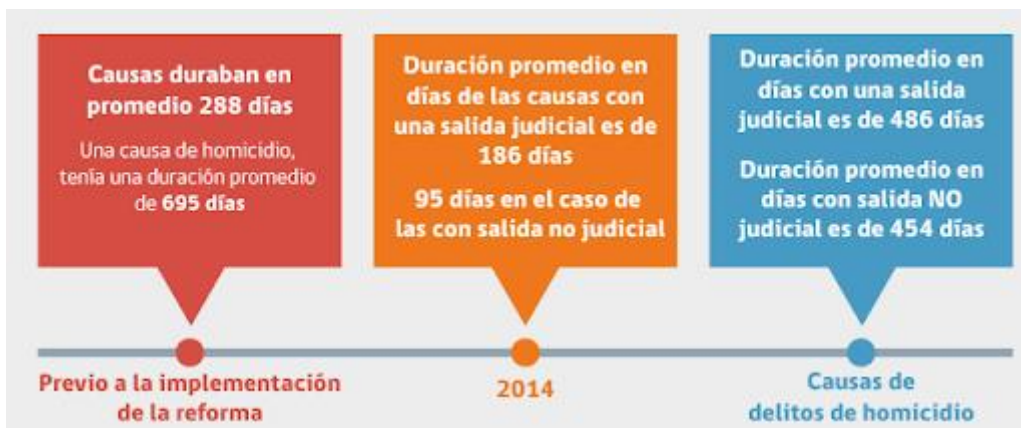 Causas duraban en
promedio 288 días
Una causa de homicidio,
tenía una duración promedio
de 695 días
Duración promedio en
días de las causas con
una salida judicial es de
186 días
95 días en el caso de
las con salida no judicial
Duración promedio en
días con una salida
judicial es de 486 días
Duración promedio en
días con salida NO
judicial es de 454 días
Previo a la implementación
de la reforma
2014
Causas de
delitos de homicidio